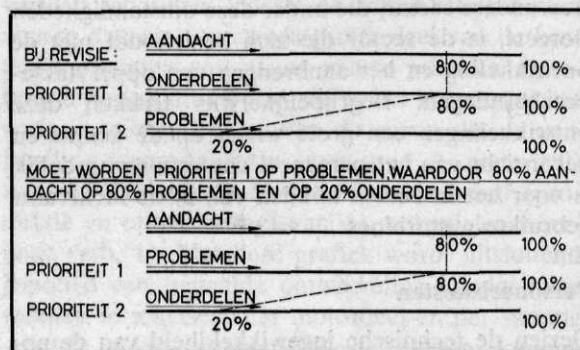 AANDACHT
BIJ REVISIE: 80% 100%
ONDERDELEN
PRIORITEIT 1 80% 100%
PROBLEMEN
PRIORITEIT 2 20% 100%
MOET WORDEN PRIORITEIT 1 OP PROBLEMEN, WAARDOOR 80% AAN-
DACHT OP 80% PROBLEMEN EN OP 20% ONDERDELEN
AANDACHT
80% 100%
PROBLEMEN
PRIORITEIT 1 80% 100%
ONDERDELEN
PRIORITEIT 2 20% 100%